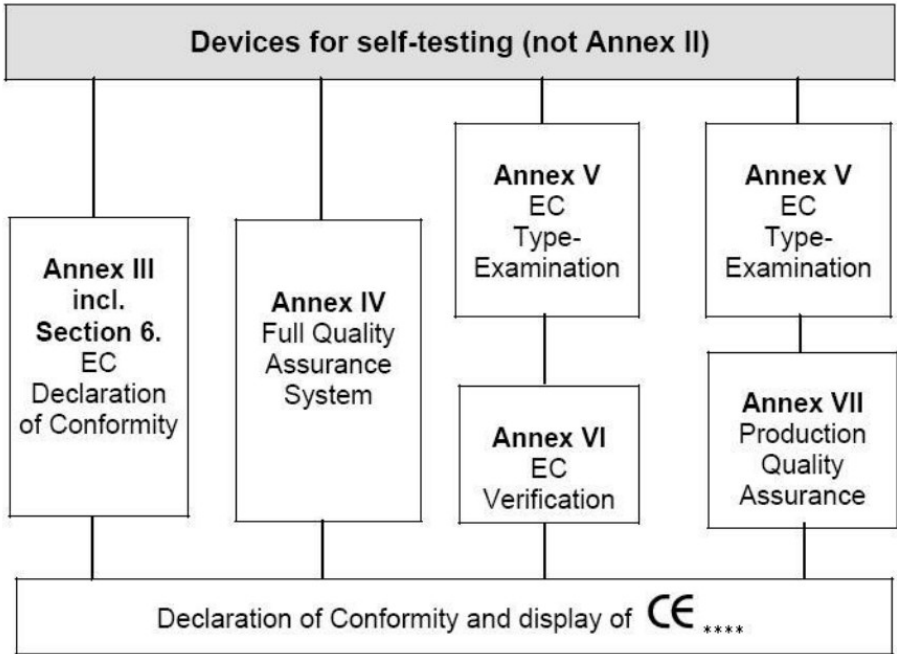 Devices for self-testing (not Annex II)
Annex III
incl.
Section 6.
EC
Declaration
of Conformity
Annex IV
Full Quality
Assurance
System
Annex V
EC
Type-
Examination
Annex VI
EC
Verification
Annex V
EC
Type-
Examination
Annex VII
Production
Quality
Assurance
Declaration of Conformity and display of CE ****